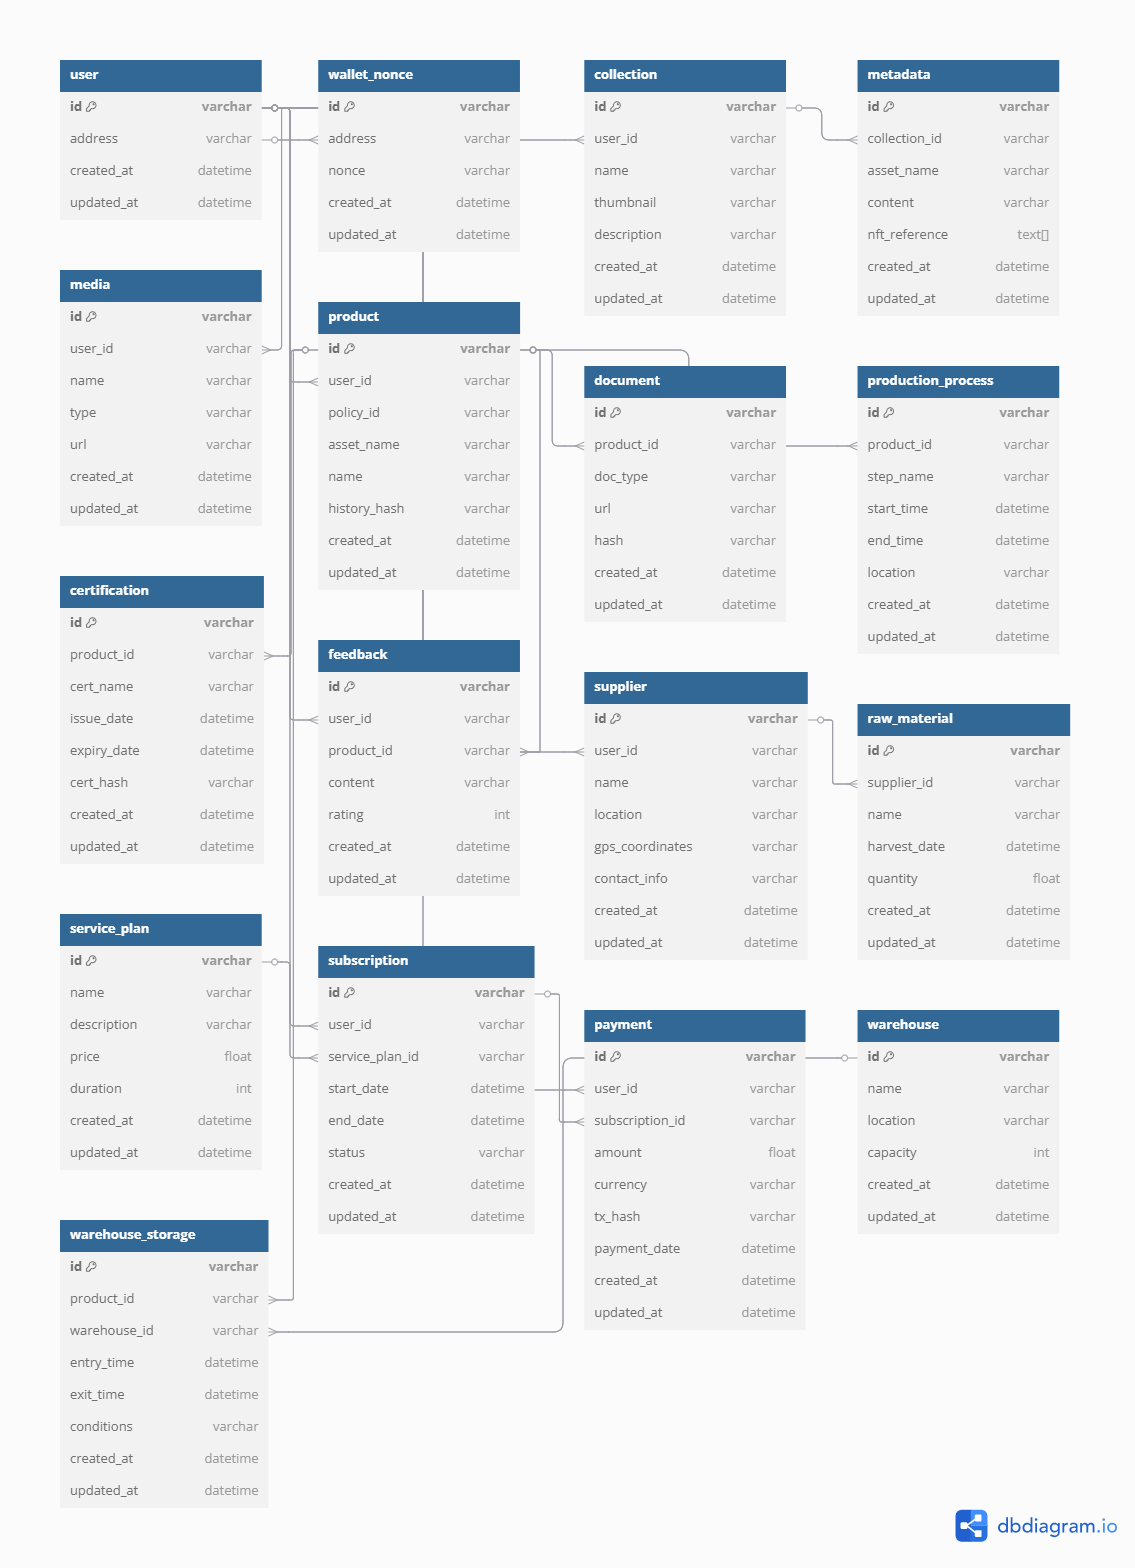 user
id varchar
address varchar
created_at datetime
updated_at datetime
wallet_nonce
id varchar
address varchar
nonce varchar
created_at datetime
updated_at datetime
collection
id varchar
user_id varchar
name varchar
thumbnail varchar
description varchar
created_at datetime
updated_at datetime
metadata
id varchar
collection_id varchar
asset_name varchar
content varchar
nft_reference text[]
created_at datetime
updated_at datetime
media
id varchar
user_id varchar
name varchar
type varchar
url varchar
created_at datetime
updated_at datetime
product
id varchar
user_id varchar
policy_id varchar
asset_name varchar
name varchar
history_hash varchar
created_at datetime
updated_at datetime
document
id varchar
product_id varchar
doc_type varchar
url varchar
hash varchar
created_at datetime
updated_at datetime
production_process
id varchar
product_id varchar
step_name varchar
start_time datetime
end_time datetime
location varchar
created_at datetime
updated_at datetime
certification
id varchar
product_id varchar
cert_name varchar
issue_date datetime
expiry_date datetime
cert_hash varchar
created_at datetime
updated_at datetime
feedback
id varchar
user_id varchar
product_id varchar
content varchar
rating int
created_at datetime
updated_at datetime
supplier
id varchar
user_id varchar
name varchar
location varchar
gps_coordinates varchar
contact_info varchar
created_at datetime
updated_at datetime
raw_material
id varchar
supplier_id varchar
name varchar
harvest_date datetime
quantity float
created_at datetime
updated_at datetime
service_plan
id varchar
name varchar
description varchar
price float
duration int
created_at datetime
updated_at datetime
subscription
id varchar
user_id varchar
service_plan_id varchar
start_date datetime
end_date datetime
status varchar
created_at datetime
updated_at datetime
payment
id varchar
user_id varchar
subscription_id varchar
amount float
currency varchar
tx_hash varchar
payment_date datetime
created_at datetime
updated_at datetime
warehouse
id varchar
name varchar
location varchar
capacity int
created_at datetime
updated_at datetime
warehouse_storage
id varchar
product_id varchar
warehouse_id varchar
entry_time datetime
exit_time datetime
conditions varchar
created_at datetime
updated_at datetime
dbdiagram.io